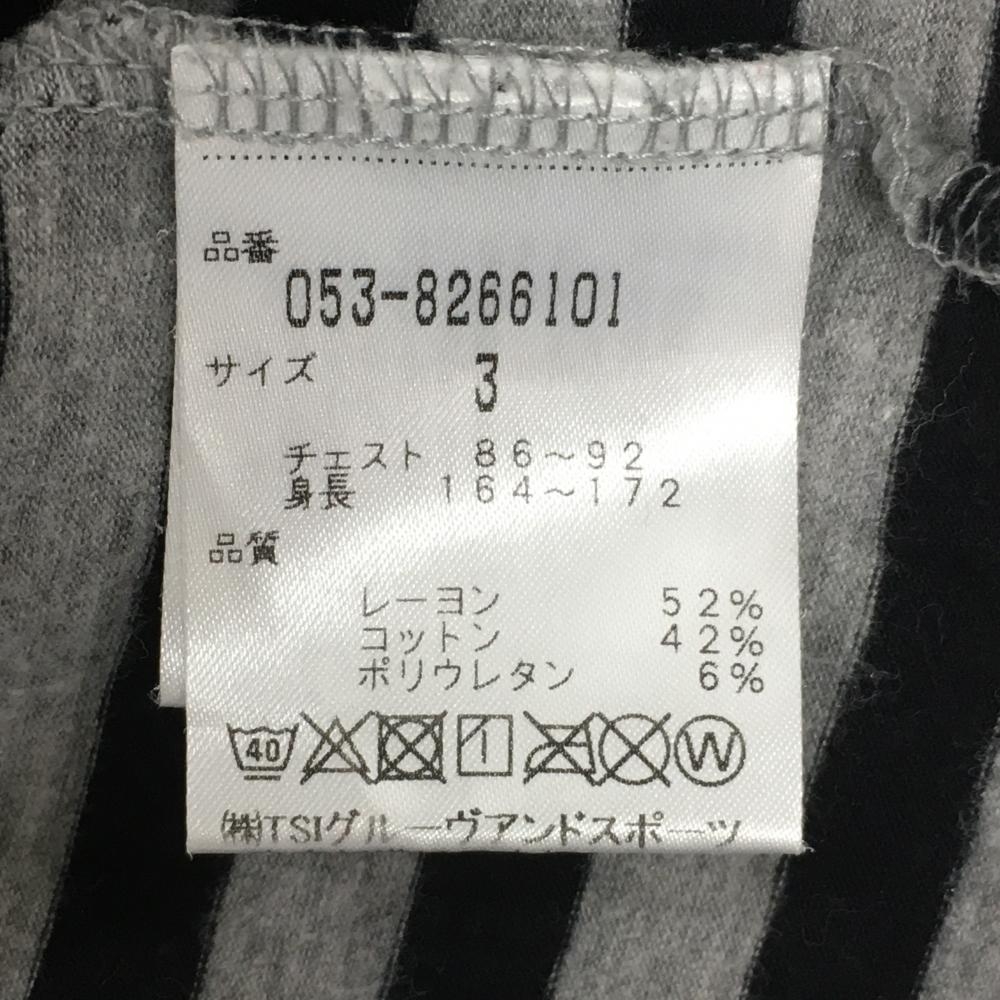 品番
053-8266101
サイズ 3
チェスト 86〜92
身長 164〜172
品質
レーヨン 52%
コットン 42%
ポリウレタン 6%
40 W
㈱TSIグルーヴアンドスポーツ